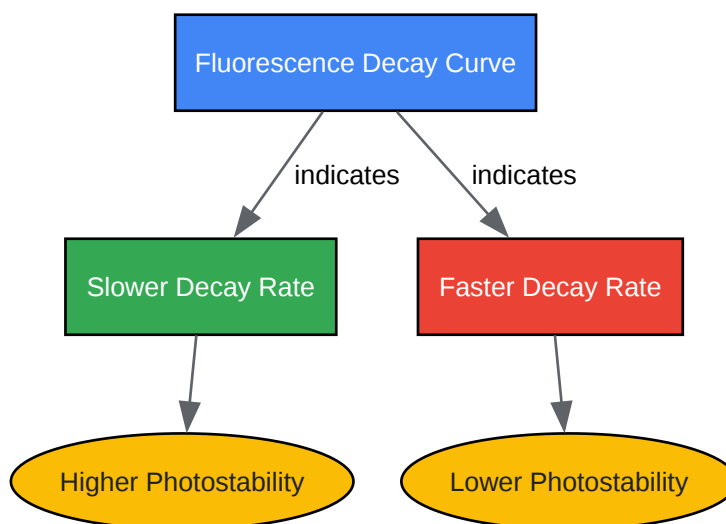 Fluorescence Decay Curve
indicates
indicates
Slower Decay Rate
Faster Decay Rate
Higher Photostability
Lower Photostability